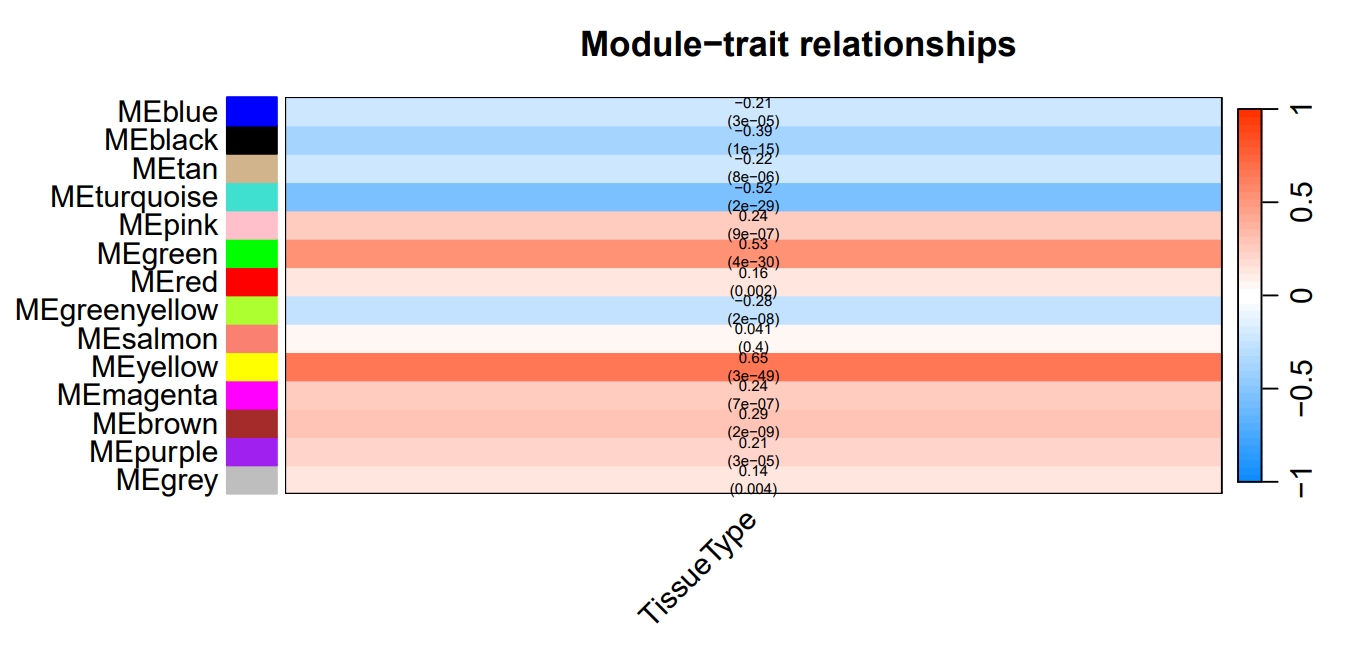 Module−trait relationships
MEblue
−0.21
(3e−05)
MEblack
−0.39
(1e−15)
MEtan
−0.22
(8e−06)
MEturquoise
−0.52
(2e−29)
MEpink
0.24
(9e−07)
MEgreen
0.53
(4e−30)
MEred
0.16
(0.002)
MEgreenyellow
−0.28
(2e−08)
MEsalmon
0.041
(0.4)
MEyellow
0.65
(3e−49)
MEmagenta
0.24
(7e−07)
MEbrown
0.29
(2e−09)
MEpurple
0.21
(3e−05)
MEgrey
0.14
(0.004)
TissueType
1
0.5
0
−0.5
−1